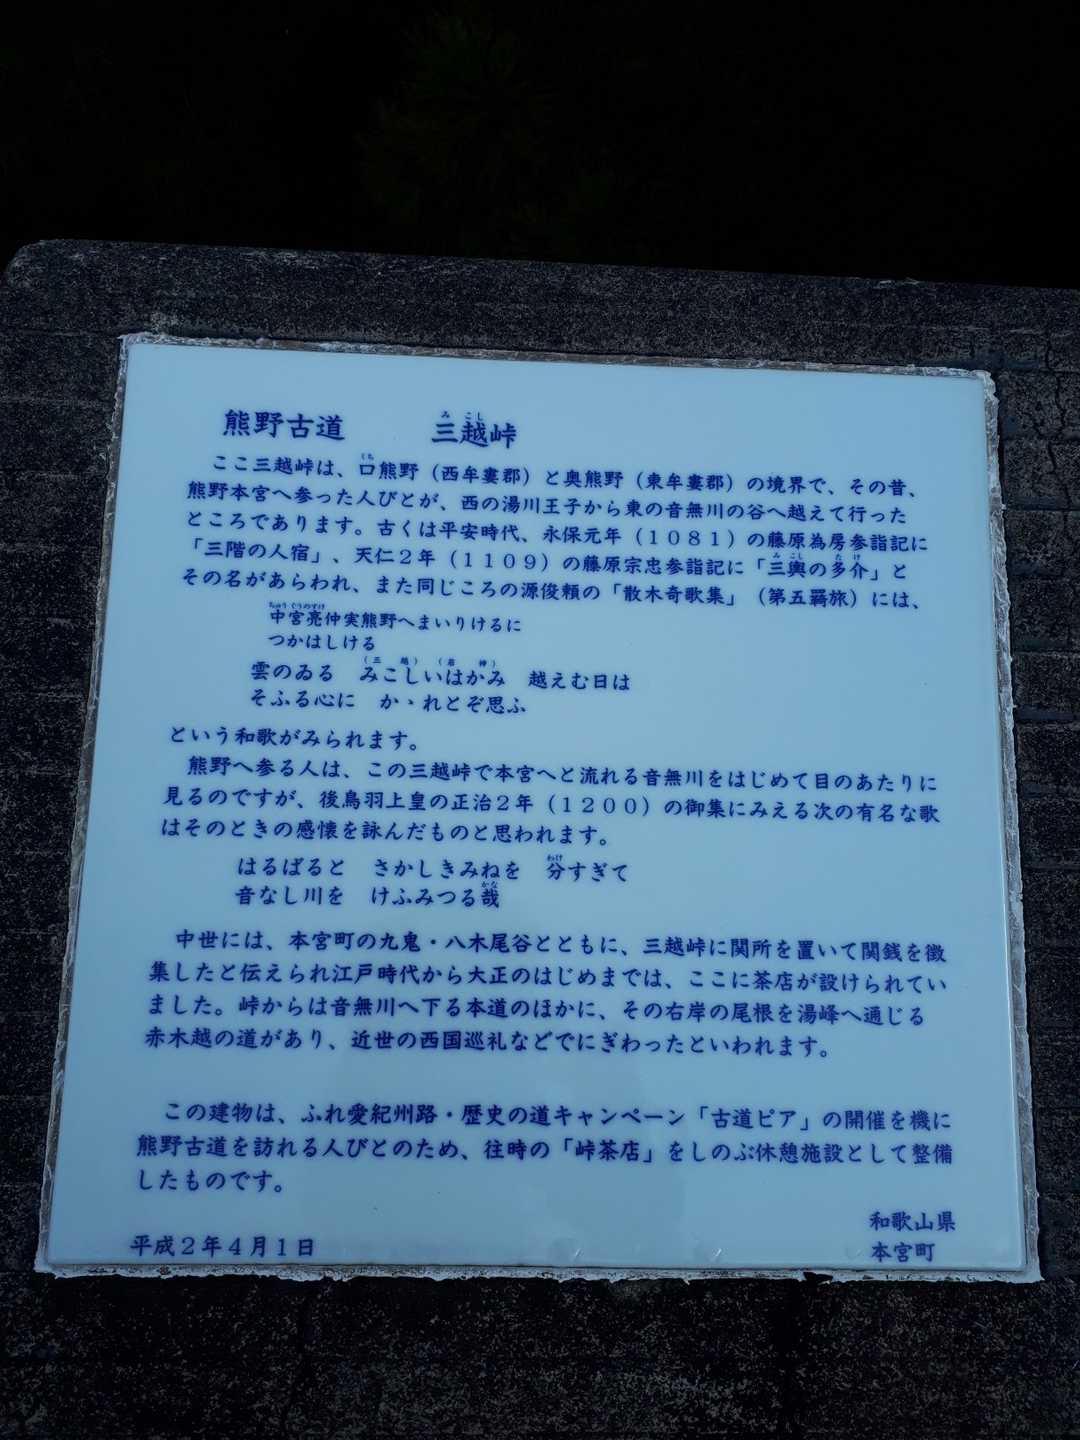 熊野古道　三越峠
ここ三越峠は、口熊野（西牟婁郡）と奥熊野（東牟婁郡）の境界で、その昔、
熊野本宮へ参った人びとが、西の湯川王子から東の音無川の谷へ越えて行った
ところであります。古くは平安時代、永保元年（１０８１）の藤原為房参詣記に
「三階の人宿」、天仁２年（１１０９）の藤原宗忠参詣記に「三輿の多介」と
その名があらわれ、また同じころの源俊頼の「散木奇歌集」（第五羇旅）には、
中宮亮仲実熊野へまいりけるに
つかはしける
雲のゐる　みこしいはかみ　越えむ日は
そふる心に　かゝれとぞ思ふ
という和歌がみられます。
熊野へ参る人は、この三越峠で本宮へと流れる音無川をはじめて目のあたりに
見るのですが、後鳥羽上皇の正治２年（１２００）の御集にみえる次の有名な歌
はそのときの感懐を詠んだものと思われます。
はるばると　さかしきみねを　分すぎて
音なし川を　けふみつる哉
中世には、本宮町の九鬼・八木尾谷とともに、三越峠に関所を置いて関銭を徴
集したと伝えられ江戸時代から大正のはじめまでは、ここに茶店が設けられてい
ました。峠からは音無川へ下る本道のほかに、その右岸の尾根を湯峰へ通じる
赤木越の道があり、近世の西国巡礼などでにぎわったといわれます。
この建物は、ふれ愛紀州路・歴史の道キャンペーン「古道ピア」の開催を機に
熊野古道を訪れる人びとのため、往時の「峠茶店」をしのぶ休憩施設として整備
したものです。
和歌山県
平成２年４月１日　本宮町